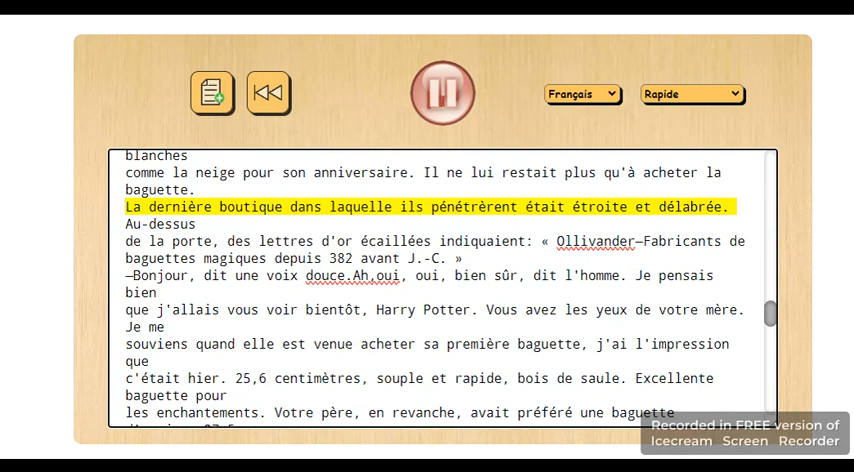 Français
Rapide
blanches
comme la neige pour son anniversaire. Il ne lui restait plus qu'à acheter la
baguette.
La dernière boutique dans laquelle ils pénétrèrent était étroite et délabrée.
Au-dessus
de la porte, des lettres d'or écaillées indiquaient: « Ollivander—Fabricants de
baguettes magiques depuis 382 avant J.-C. »
—Bonjour, dit une voix douce.Ah,oui, oui, bien sûr, dit l'homme. Je pensais
bien
que j'allais vous voir bientôt, Harry Potter. Vous avez les yeux de votre mère.
Je me
souviens quand elle est venue acheter sa première baguette, j'ai l'impression
que
c'était hier. 25,6 centimètres, souple et rapide, bois de saule. Excellente
baguette pour
les enchantements. Votre père, en revanche, avait préféré une baguette
Recorded in FREE version of
Icecream Screen Recorder